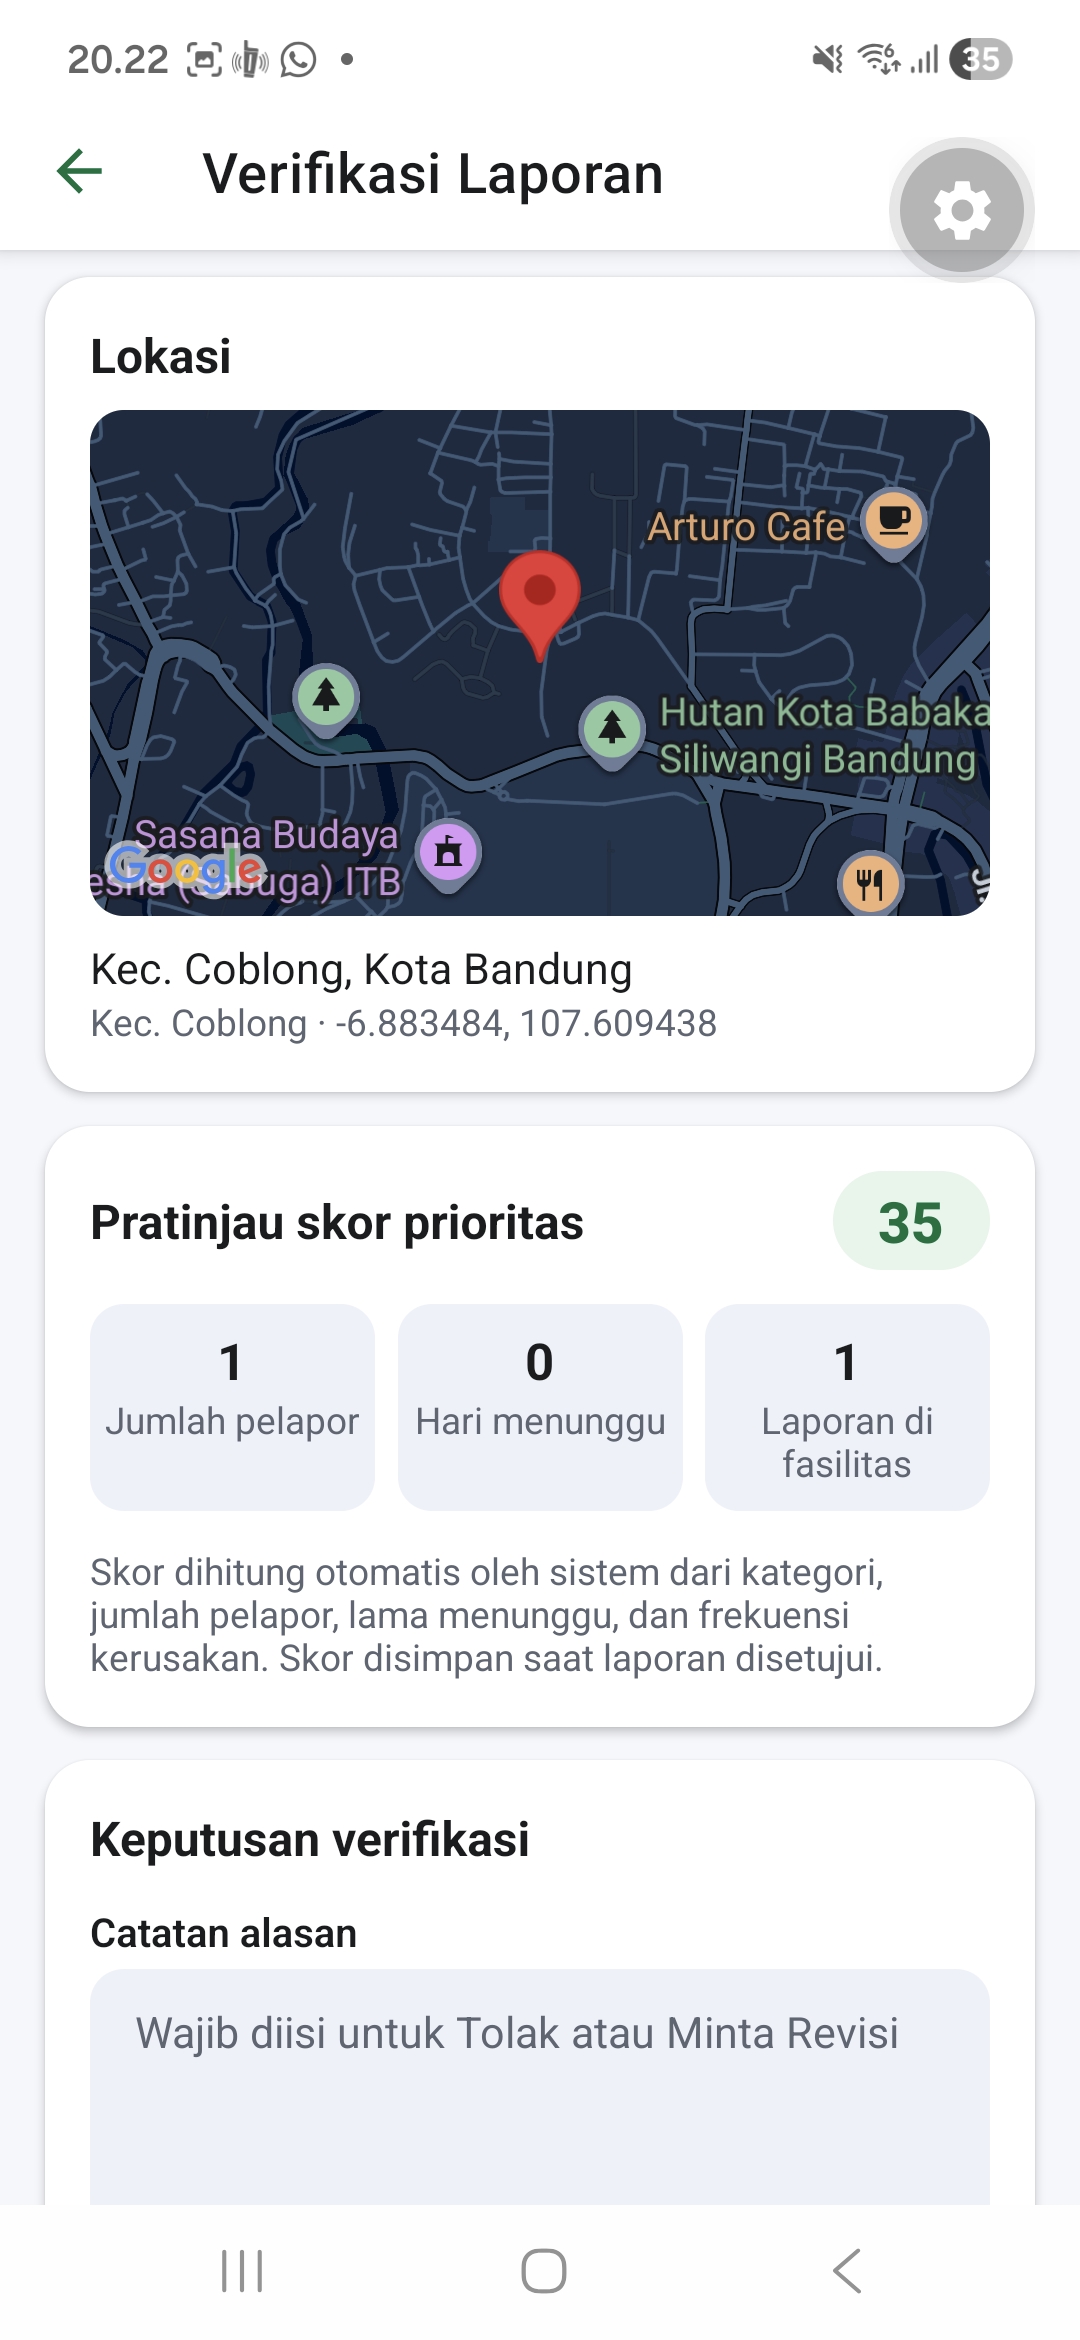 20.22
6
35
Verifikasi Laporan
Lokasi
Arturo Cafe
Hutan Kota Babaka
Siliwangi Bandung
Sasana Budaya
Google
ITB
Jl.
Kec. Coblong, Kota Bandung
Kec. Coblong · -6.883484, 107.609438
Pratinjau skor prioritas
35
1
Jumlah pelapor
0
Hari menunggu
1
Laporan di
fasilitas
Skor dihitung otomatis oleh sistem dari kategori,
jumlah pelapor, lama menunggu, dan frekuensi
kerusakan. Skor disimpan saat laporan disetujui.
Keputusan verifikasi
Catatan alasan
Wajib diisi untuk Tolak atau Minta Revisi